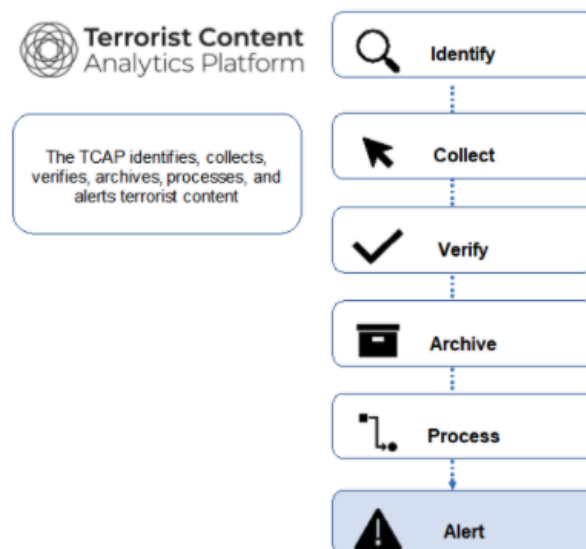 Terrorist Content
Analytics Platform
The TCAP identifies, collects,
verifies, archives, processes, and
alerts terrorist content
Identify
Collect
Verify
Archive
Process
Alert